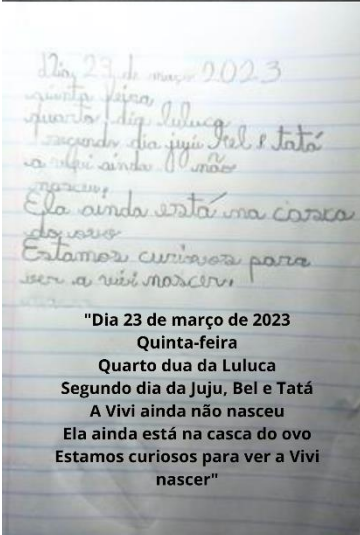 Dia, 23 de março 2023
quinta feira
quarto dia luluca
segundo dia juju Bel e tatá
a vivi ainda não
nasceu,
Ela ainda está na casca
do ovo
Estamos curiosos para
ver a vivi nascer,
"Dia 23 de março de 2023
Quinta-feira
Quarto dua da Luluca
Segundo dia da Juju, Bel e Tatá
A Vivi ainda não nasceu
Ela ainda está na casca do ovo
Estamos curiosos para ver a Vivi
nascer"